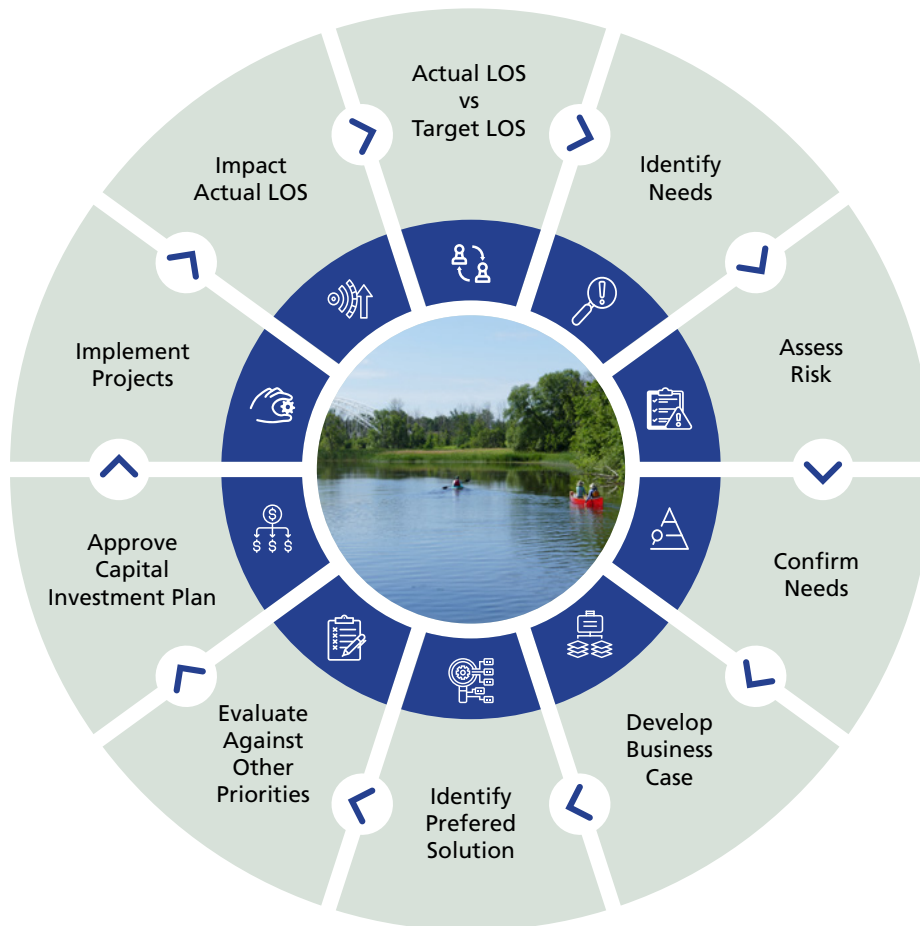 Actual LOS
vs
Target LOS
Identify
Needs
Assess
Risk
Confirm
Needs
Develop
Business
Case
Identify
Prefered
Solution
Evaluate
Against
Other
Priorities
Approve
Capital
Investment Plan
Implement
Projects
Impact
Actual LOS